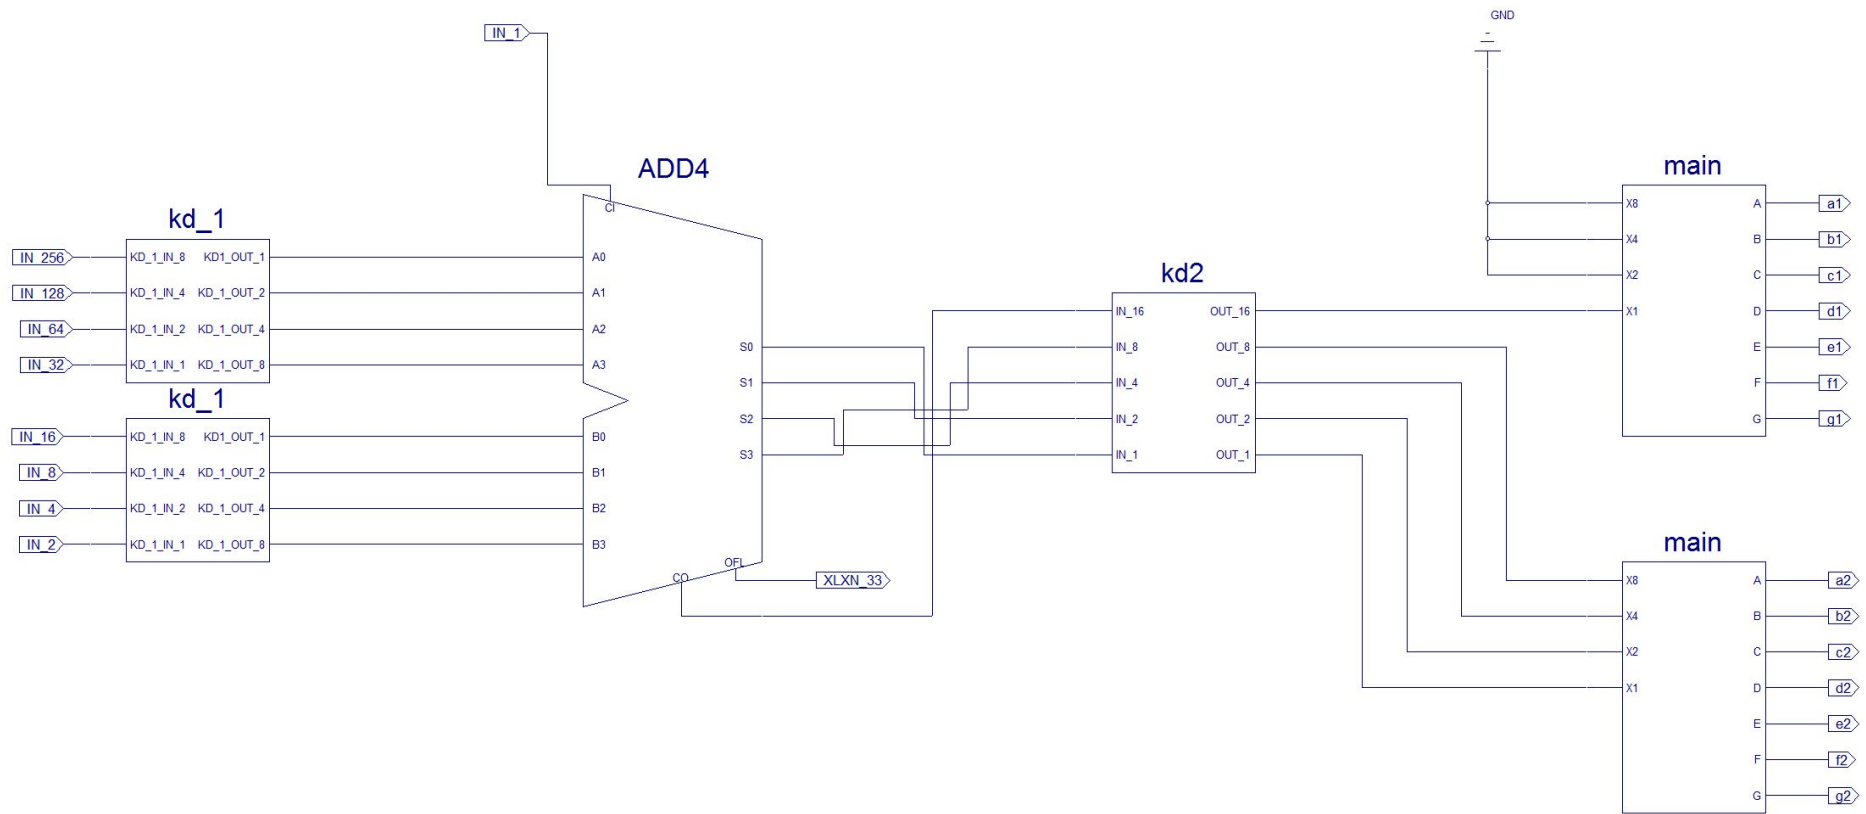 GND
IN_1
ADD4
main
kd_1
CI
X8 A a1
X4 B b1
IN_256 KD_1_IN_8 KD1_OUT_1 A0
kd2
X2 C c1
IN_128 KD_1_IN_4 KD_1_OUT_2 A1
IN_16 OUT_16 X1 D d1
IN_64 KD_1_IN_2 KD_1_OUT_4 A2
S0 IN_8 OUT_8 E e1
IN_32 KD_1_IN_1 KD_1_OUT_8 A3
S1 IN_4 OUT_4 F f1
kd_1
S2 IN_2 OUT_2 G g1
IN_16 KD_1_IN_8 KD1_OUT_1 B0
S3 IN_1 OUT_1
IN_8 KD_1_IN_4 KD_1_OUT_2 B1
IN_4 KD_1_IN_2 KD_1_OUT_4 B2
main
IN_2 KD_1_IN_1 KD_1_OUT_8 B3
OFL
CO
XLXN_33
X8 A a2
X4 B b2
X2 C c2
X1 D d2
E e2
F f2
G g2